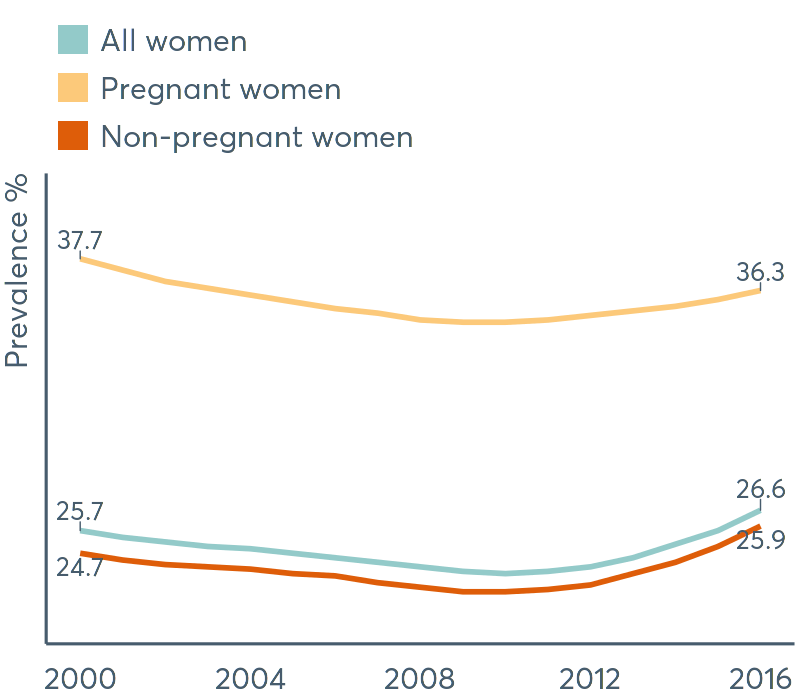 All women
Pregnant women
Non-pregnant women
Prevalence %
37.7
36.3
25.7
26.6
24.7
25.9
2000 2004 2008 2012 2016